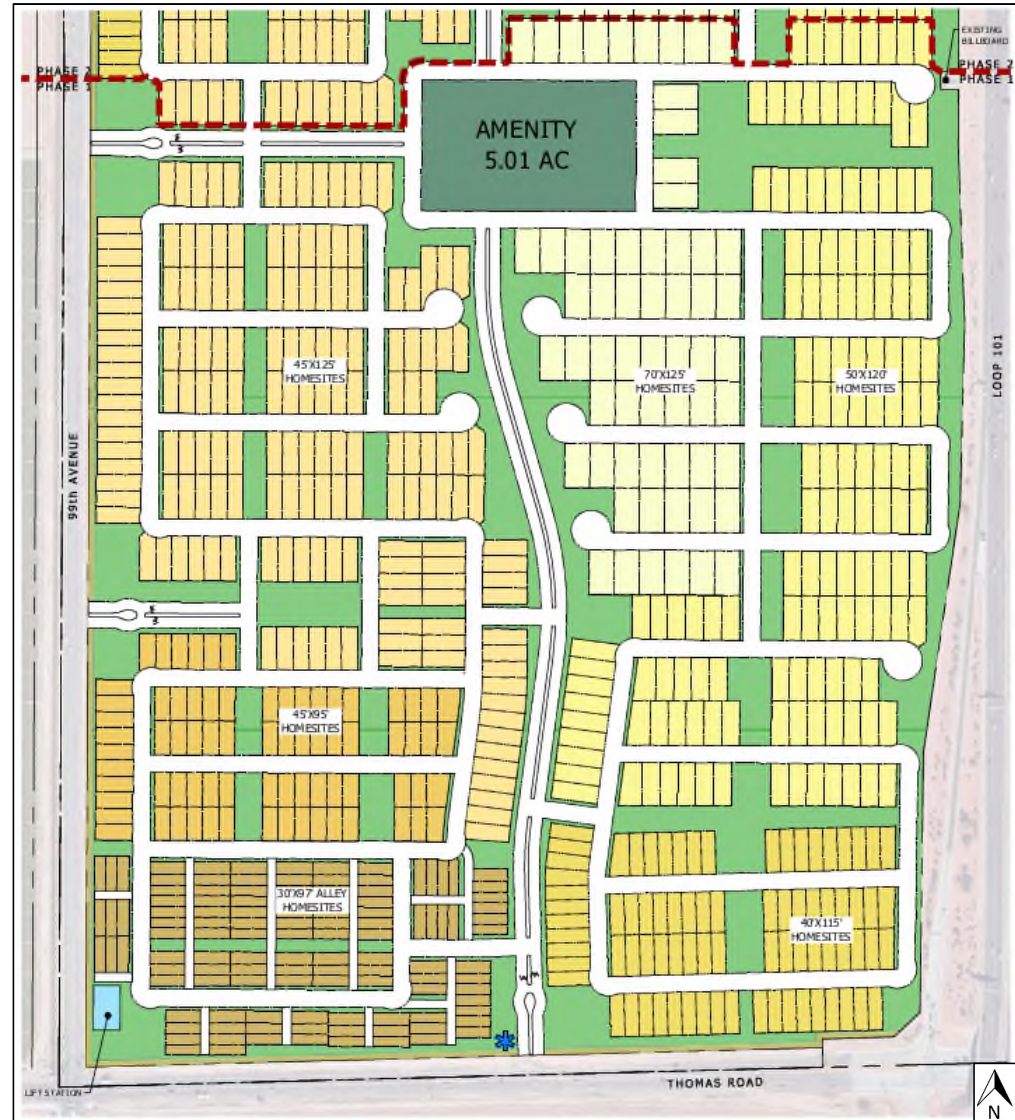 EXISTING
BILLBOARD
PHASE 2
PHASE 1
PHASE 2
PHASE 1
AMENITY
5.01 AC
45'X125'
HOMESITES
70'X125'
HOMESITES
50'X120'
HOMESITES
LOOP 101
99th AVENUE
45'X95'
HOMESITES
30'X97' ALLEY
HOMESITES
40'X115'
HOMESITES
LIFT STATION
THOMAS ROAD
N